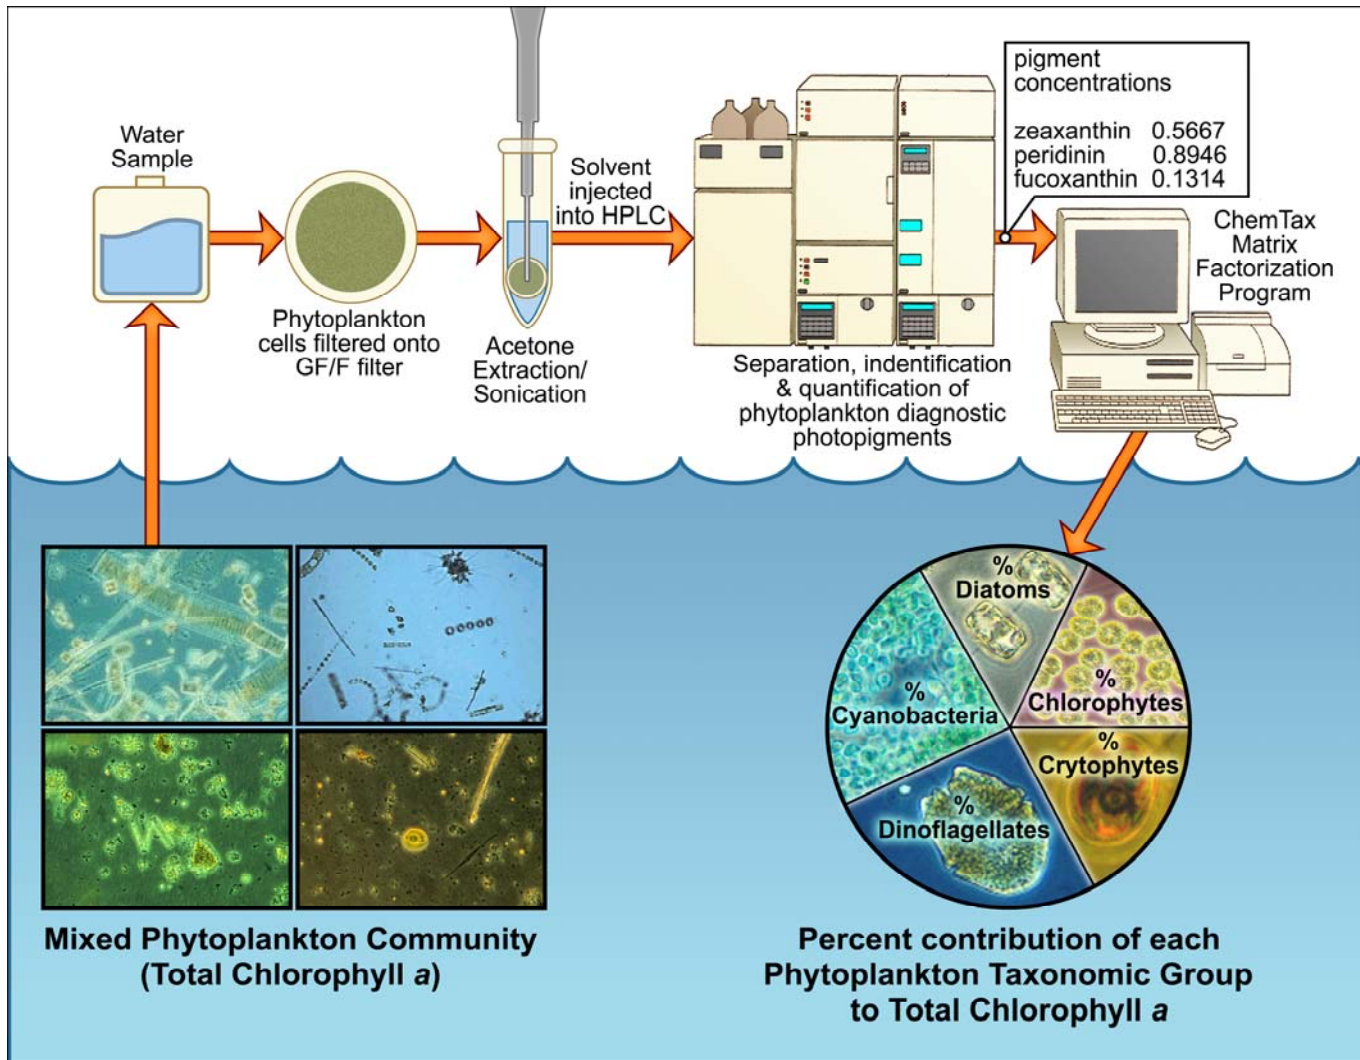 Water
Sample
Phytoplankton
cells filtered onto
GF/F filter
Acetone
Extraction/
Sonication
Solvent
injected
into HPLC
Separation, indentification
& quantification of
phytoplankton diagnostic
photopigments
pigment
concentrations
zeaxanthin 0.5667
peridinin 0.8946
fucoxanthin 0.1314
ChemTax
Matrix
Factorization
Program
Mixed Phytoplankton Community
(Total Chlorophyll a)
%
Diatoms
%
Chlorophytes
%
Cyanobacteria
%
Crytophytes
%
Dinoflagellates
Percent contribution of each
Phytoplankton Taxonomic Group
to Total Chlorophyll a